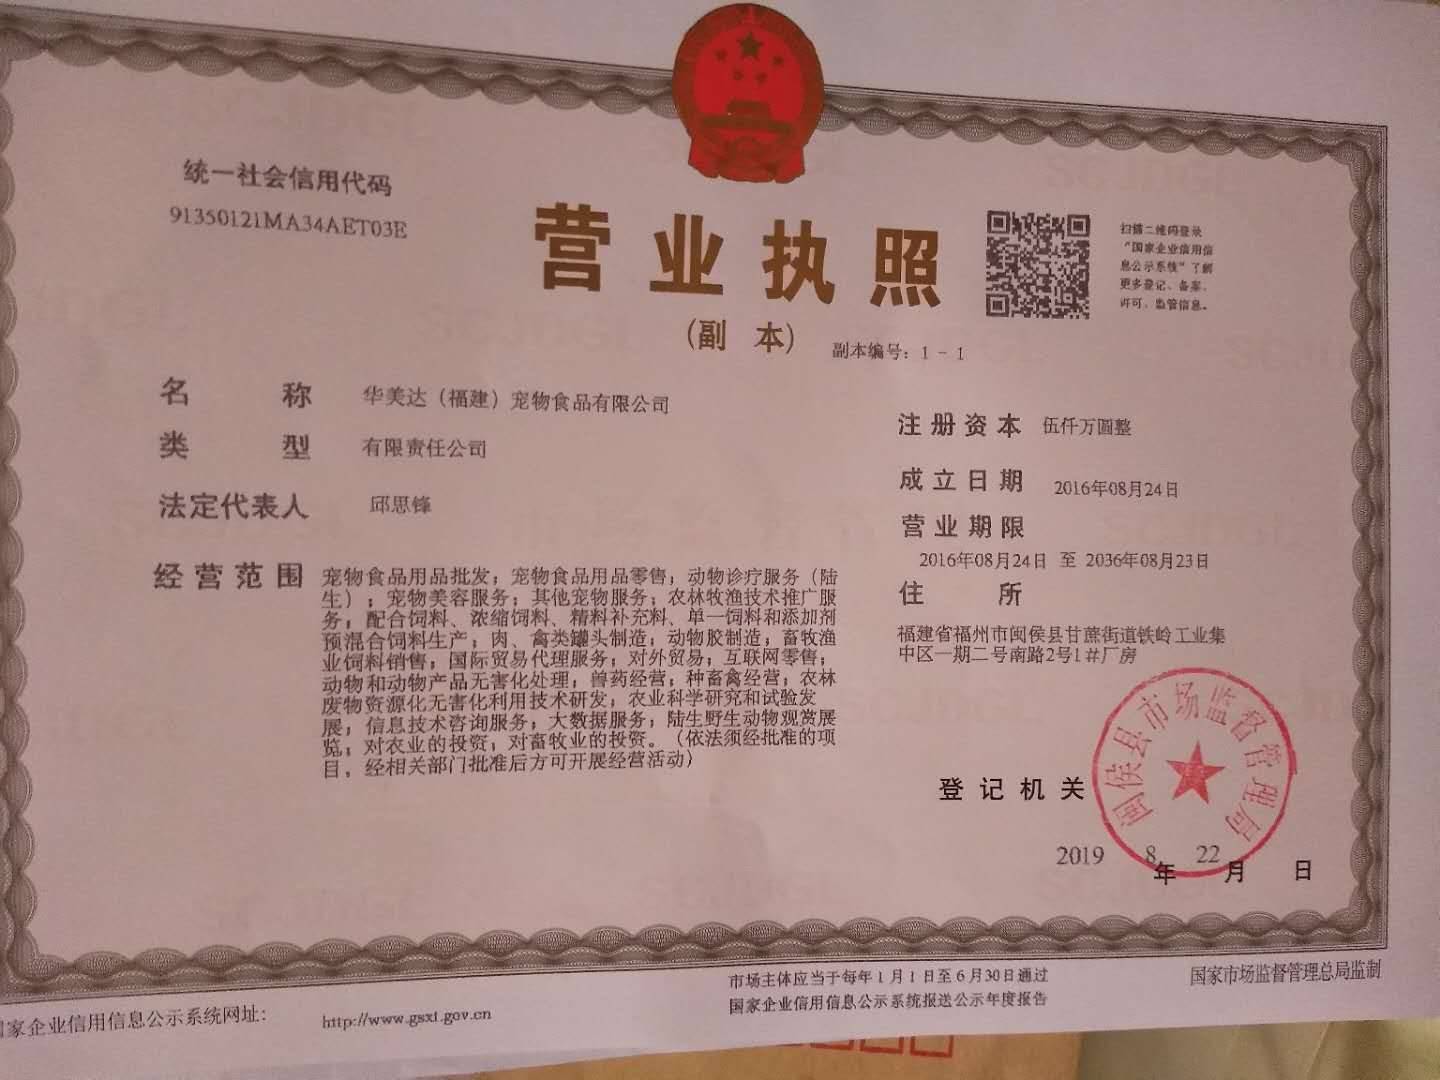 统一社会信用代码
91350121MA34AET03E
营业执照
(副 本)
副本编号：1 - 1
扫描二维码登录
“国家企业信用信
息公示系统”了解
更多登记、备案、
许可、监管信息。
名 称 华美达（福建）宠物食品有限公司
类 型 有限责任公司
法定代表人 邱思锋
经营范围 宠物食品用品批发；宠物食品用品零售；动物诊疗服务（陆
生）；宠物美容服务；其他宠物服务；农林牧渔技术推广服
务；配合饲料、浓缩饲料、精料补充料、单一饲料和添加剂
预混合饲料生产；肉、禽类罐头制造；动物胶制造；畜牧渔
业饲料销售；国际贸易代理服务；对外贸易；互联网零售；
动物和动物产品无害化处理；兽药经营；种畜禽经营；农林
废物资源化无害化利用技术研发；农业科学研究和试验发
展；信息技术咨询服务；大数据服务；陆生野生动物观赏展
览；对农业的投资；对畜牧业的投资。（依法须经批准的项
目，经相关部门批准后方可开展经营活动）
注册资本 伍仟万圆整
成立日期 2016年08月24日
营业期限
2016年08月24日 至 2036年08月23日
住 所
福建省福州市闽侯县甘蔗街道铁岭工业集
中区一期二号南路2号1#厂房
登记机关
闽侯县市场监督管理局
2019 年 8 月 22 日
国家企业信用信息公示系统网址：
http://www.gsxt.gov.cn
市场主体应当于每年1月1日至6月30日通过
国家企业信用信息公示系统报送公示年度报告
国家市场监督管理总局监制